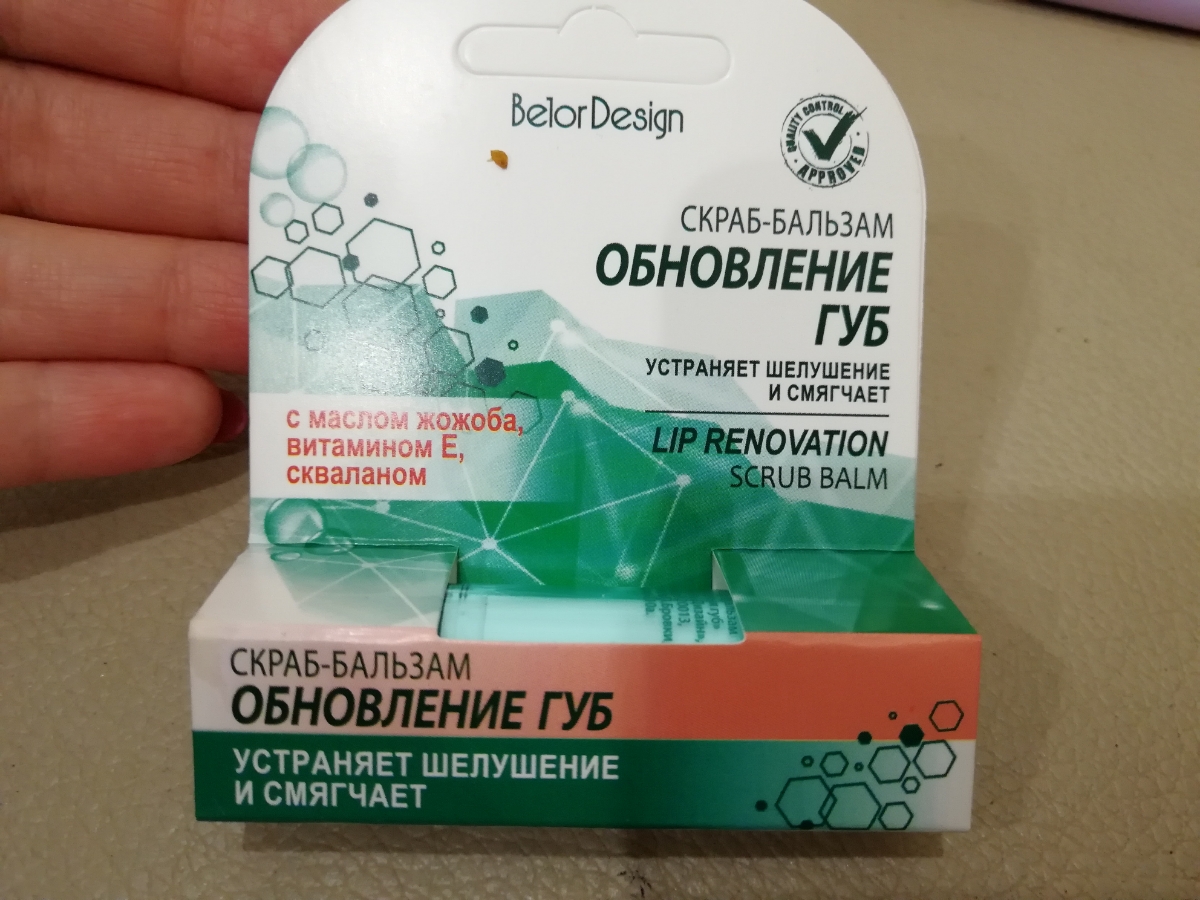 BelorDesign
QUALITY CONTROL
APPROVED
СКРАБ-БАЛЬЗАМ
ОБНОВЛЕНИЕ
ГУБ
УСТРАНЯЕТ ШЕЛУШЕНИЕ
И СМЯГЧАЕТ
с маслом жожоба,
витамином Е,
скваланом
LIP RENOVATION
SCRUB BALM
СКРАБ-БАЛЬЗАМ
ОБНОВЛЕНИЕ ГУБ
УСТРАНЯЕТ ШЕЛУШЕНИЕ
И СМЯГЧАЕТ